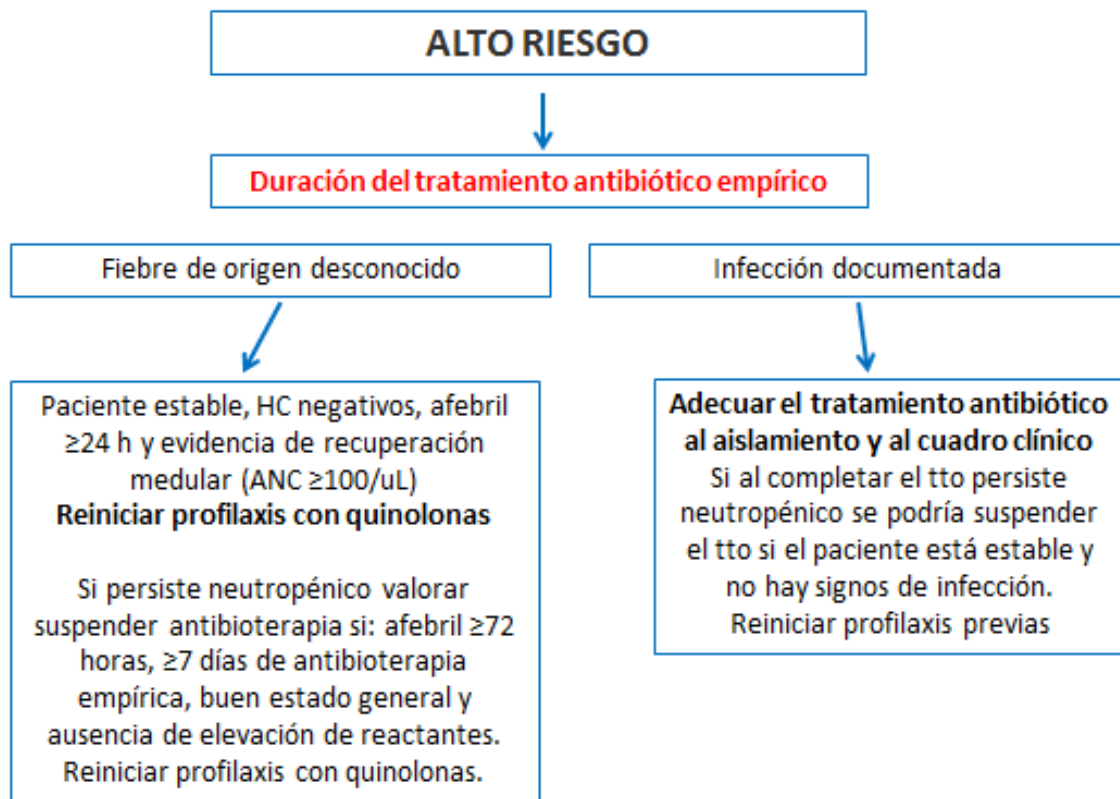 ALTO RIESGO
Duración del tratamiento antibiótico empírico
Fiebre de origen desconocido
Paciente estable, HC negativos, afebril
≥24 h y evidencia de recuperación
medular (ANC ≥100/uL)
Reiniciar profilaxis con quinolonas
Si persiste neutropénico valorar
suspender antibioterapia si: afebril ≥72
horas, ≥7 días de antibioterapia
empírica, buen estado general y
ausencia de elevación de reactantes.
Reiniciar profilaxis con quinolonas.
Infección documentada
Adecuar el tratamiento antibiótico
al aislamiento y al cuadro clínico
Si al completar el tto persiste
neutropénico se podría suspender
el tto si el paciente está estable y
no hay signos de infección.
Reiniciar profilaxis previas